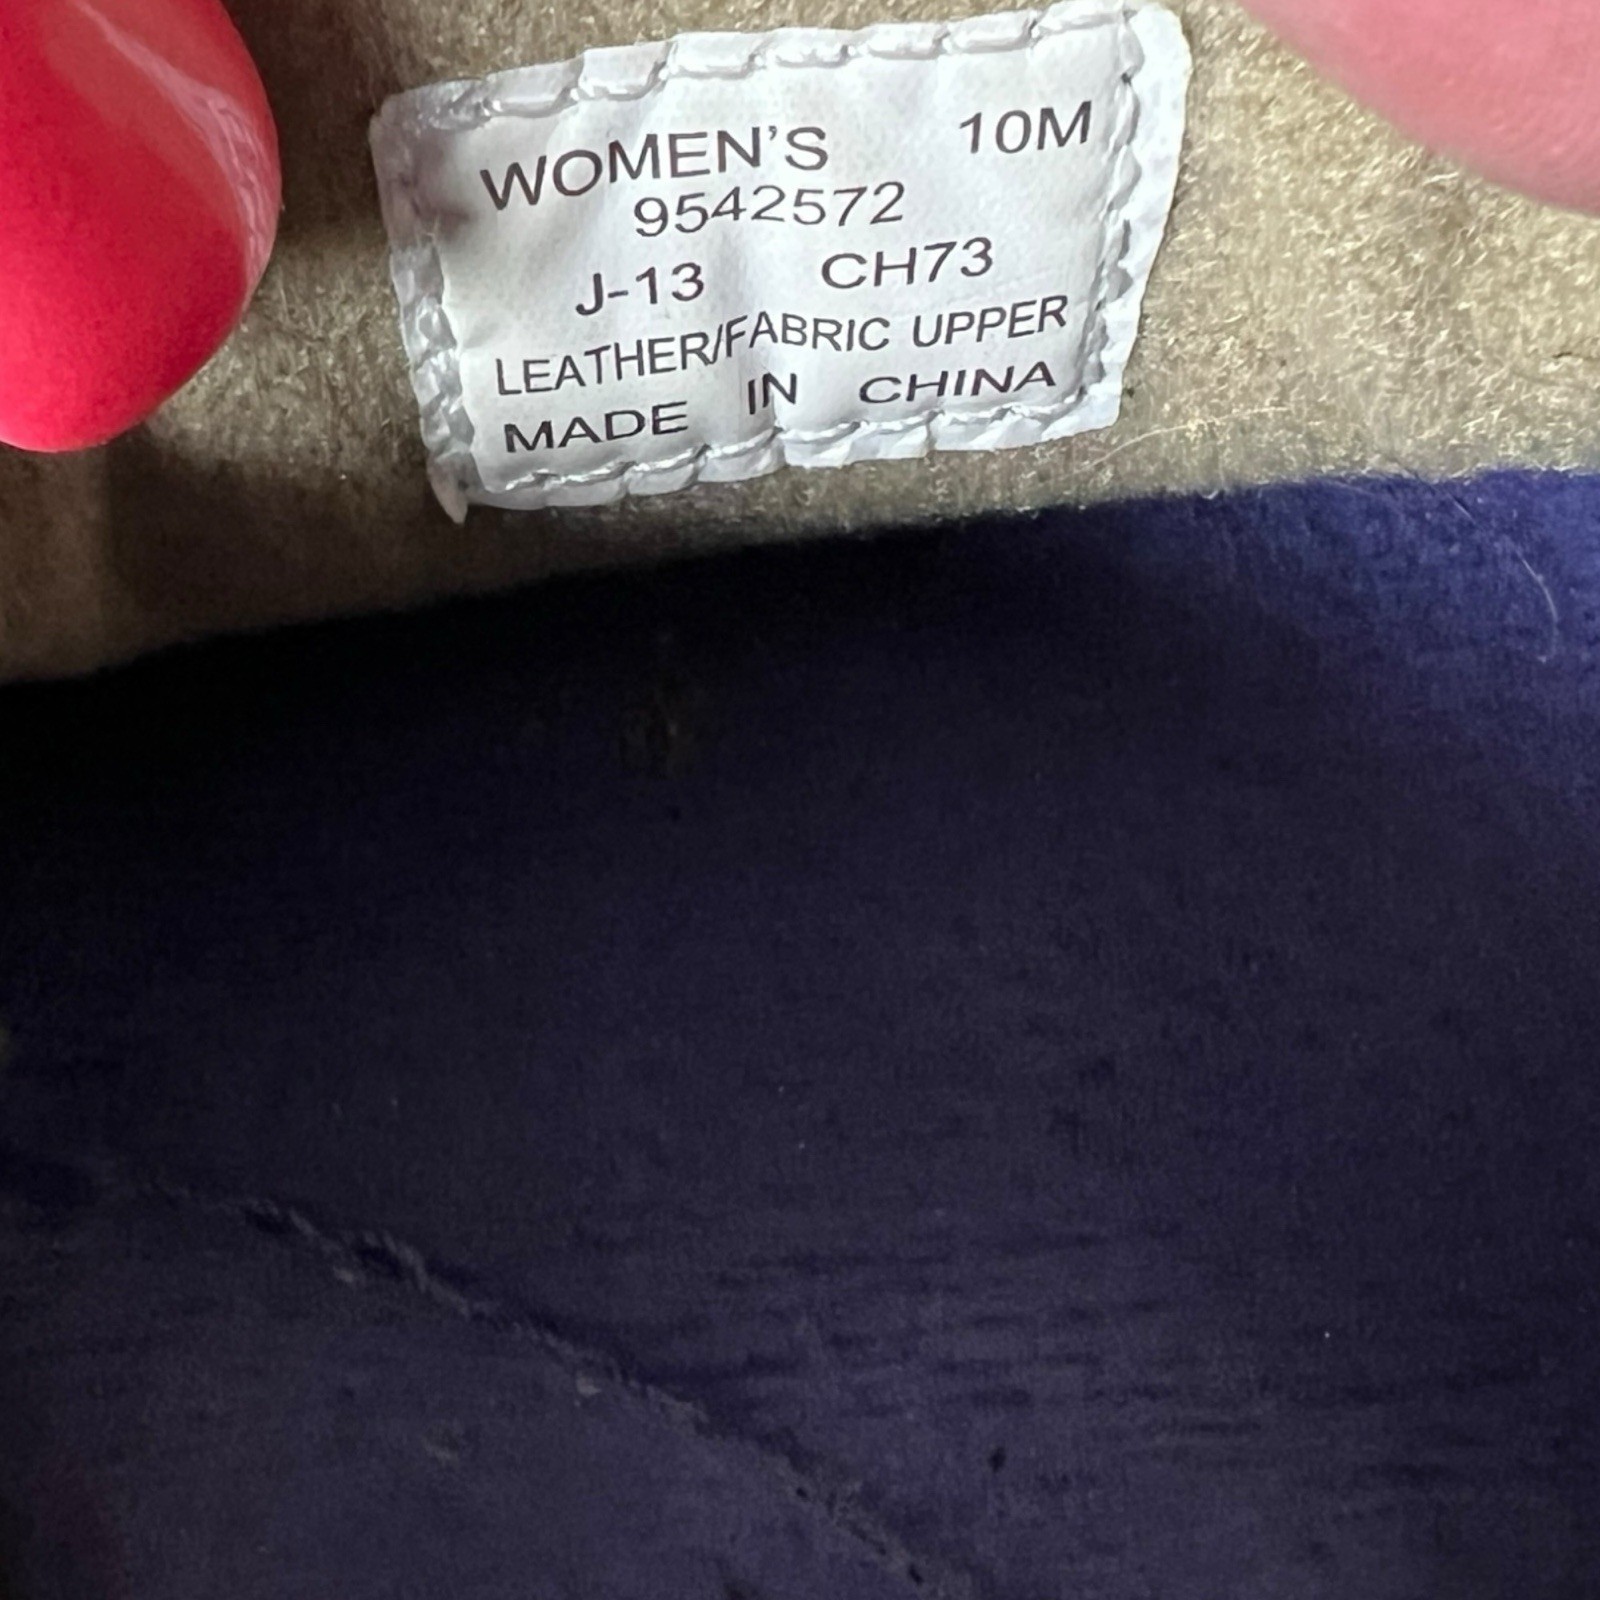 WOMEN'S 10M
9542572
J-13 CH73
LEATHER/FABRIC UPPER
MADE IN CHINA